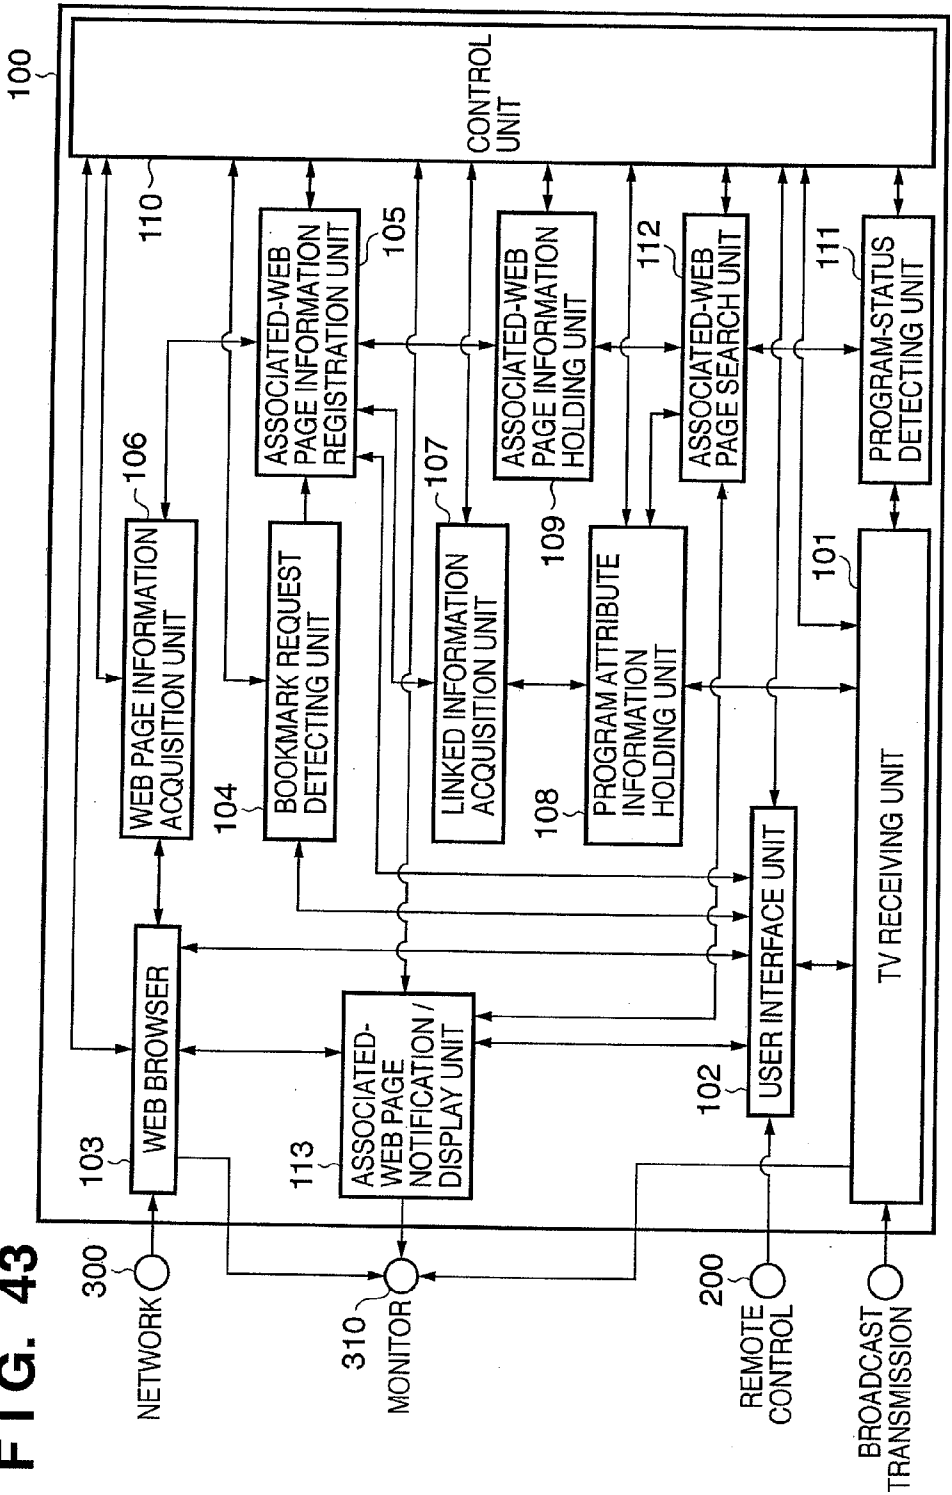 FIG. 43
100
CONTROL
UNIT
110
300
NETWORK
103
WEB BROWSER
106
WEB PAGE INFORMATION
ACQUISITION UNIT
104
BOOKMARK REQUEST
DETECTING UNIT
105
ASSOCIATED-WEB
PAGE INFORMATION
REGISTRATION UNIT
310
MONITOR
113
ASSOCIATED-
WEB PAGE
NOTIFICATION /
DISPLAY UNIT
107
LINKED INFORMATION
ACQUISITION UNIT
109
ASSOCIATED-WEB
PAGE INFORMATION
HOLDING UNIT
108
PROGRAM ATTRIBUTE
INFORMATION
HOLDING UNIT
112
ASSOCIATED-WEB
PAGE SEARCH UNIT
200
REMOTE
CONTROL
102
USER INTERFACE UNIT
111
PROGRAM-STATUS
DETECTING UNIT
101
TV RECEIVING UNIT
BROADCAST
TRANSMISSION